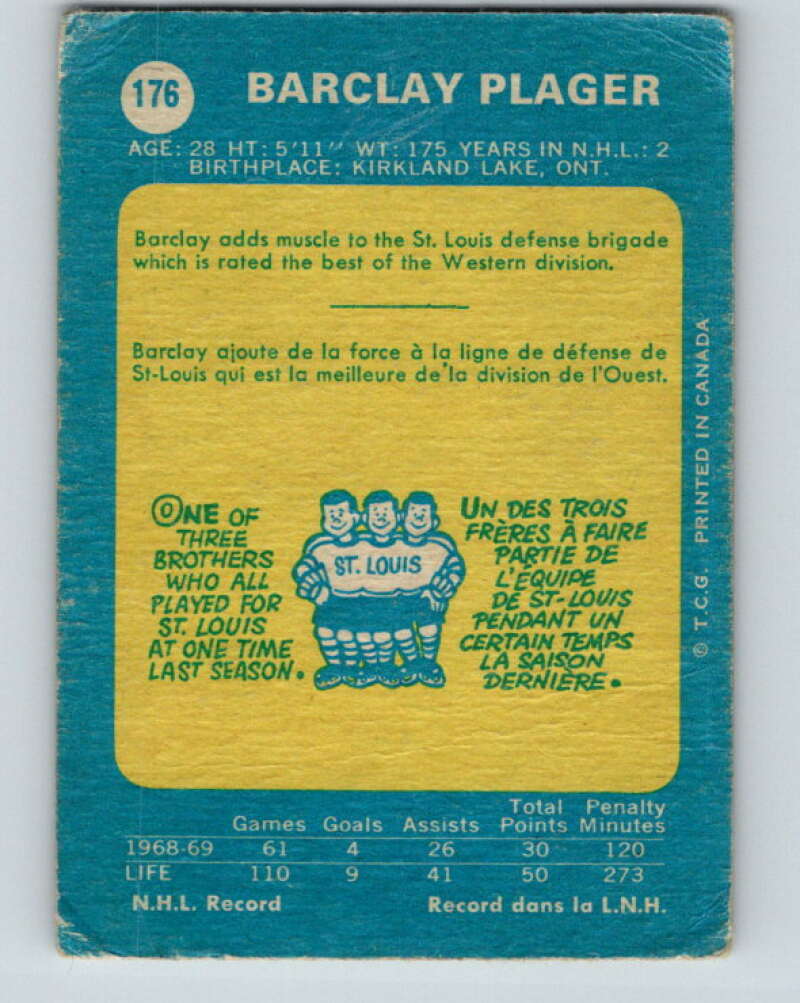 176 BARCLAY PLAGER
AGE: 28 HT: 5'11" WT: 175 YEARS IN N.H.L.: 2
BIRTHPLACE: KIRKLAND LAKE, ONT.
Barclay adds muscle to the St. Louis defense brigade
which is rated the best of the Western division.
Barclay ajoute de la force à la ligne de défense de
St-Louis qui est la meilleure de la division de l'Ouest.
ONE OF
THREE
BROTHERS
WHO ALL
PLAYED FOR
ST. LOUIS
AT ONE TIME
LAST SEASON.
ST. LOUIS
UN DES TROIS
FRÈRES À FAIRE
PARTIE DE
L'ÉQUIPE
DE ST-LOUIS
PENDANT UN
CERTAIN TEMPS
LA SAISON
DERNIÈRE.
© T.C.G. PRINTED IN CANADA
Total Penalty
Games Goals Assists Points Minutes
1968-69 61 4 26 30 120
LIFE 110 9 41 50 273
N.H.L. Record Record dans la L.N.H.